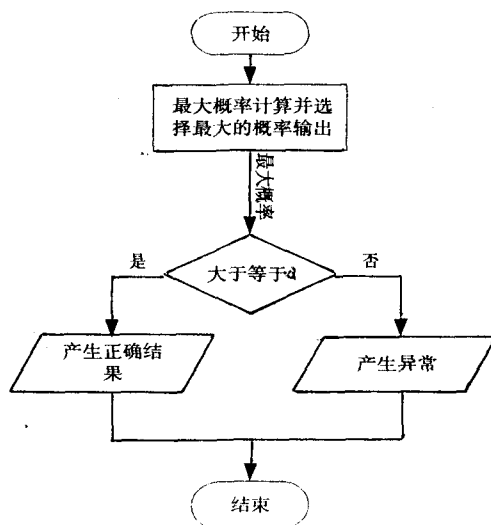 开始
最大概率计算并选
择最大的概率输出
最大概率
大于等于d
是
否
产生正确结
果
产生异常
结束